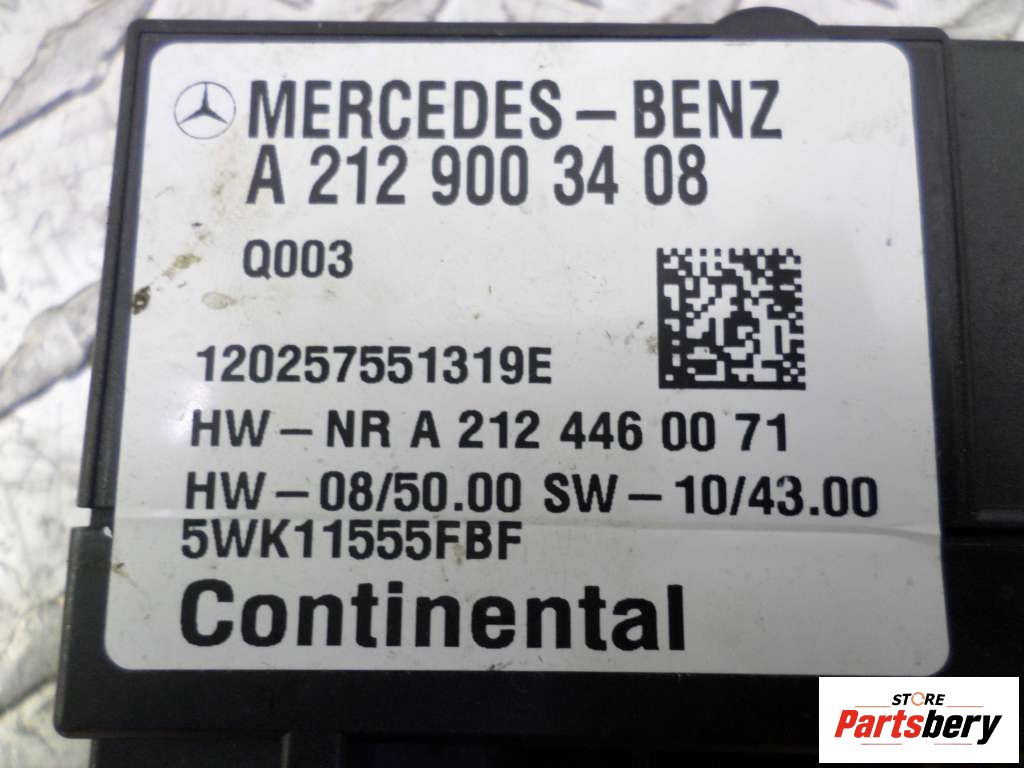 MERCEDES-BENZ
A 212 900 34 08
Q003
120257551319E
HW-NR A 212 446 00 71
HW-08/50.00 SW-10/43.00
5WK11555FBF
Continental
STORE
Partsbery